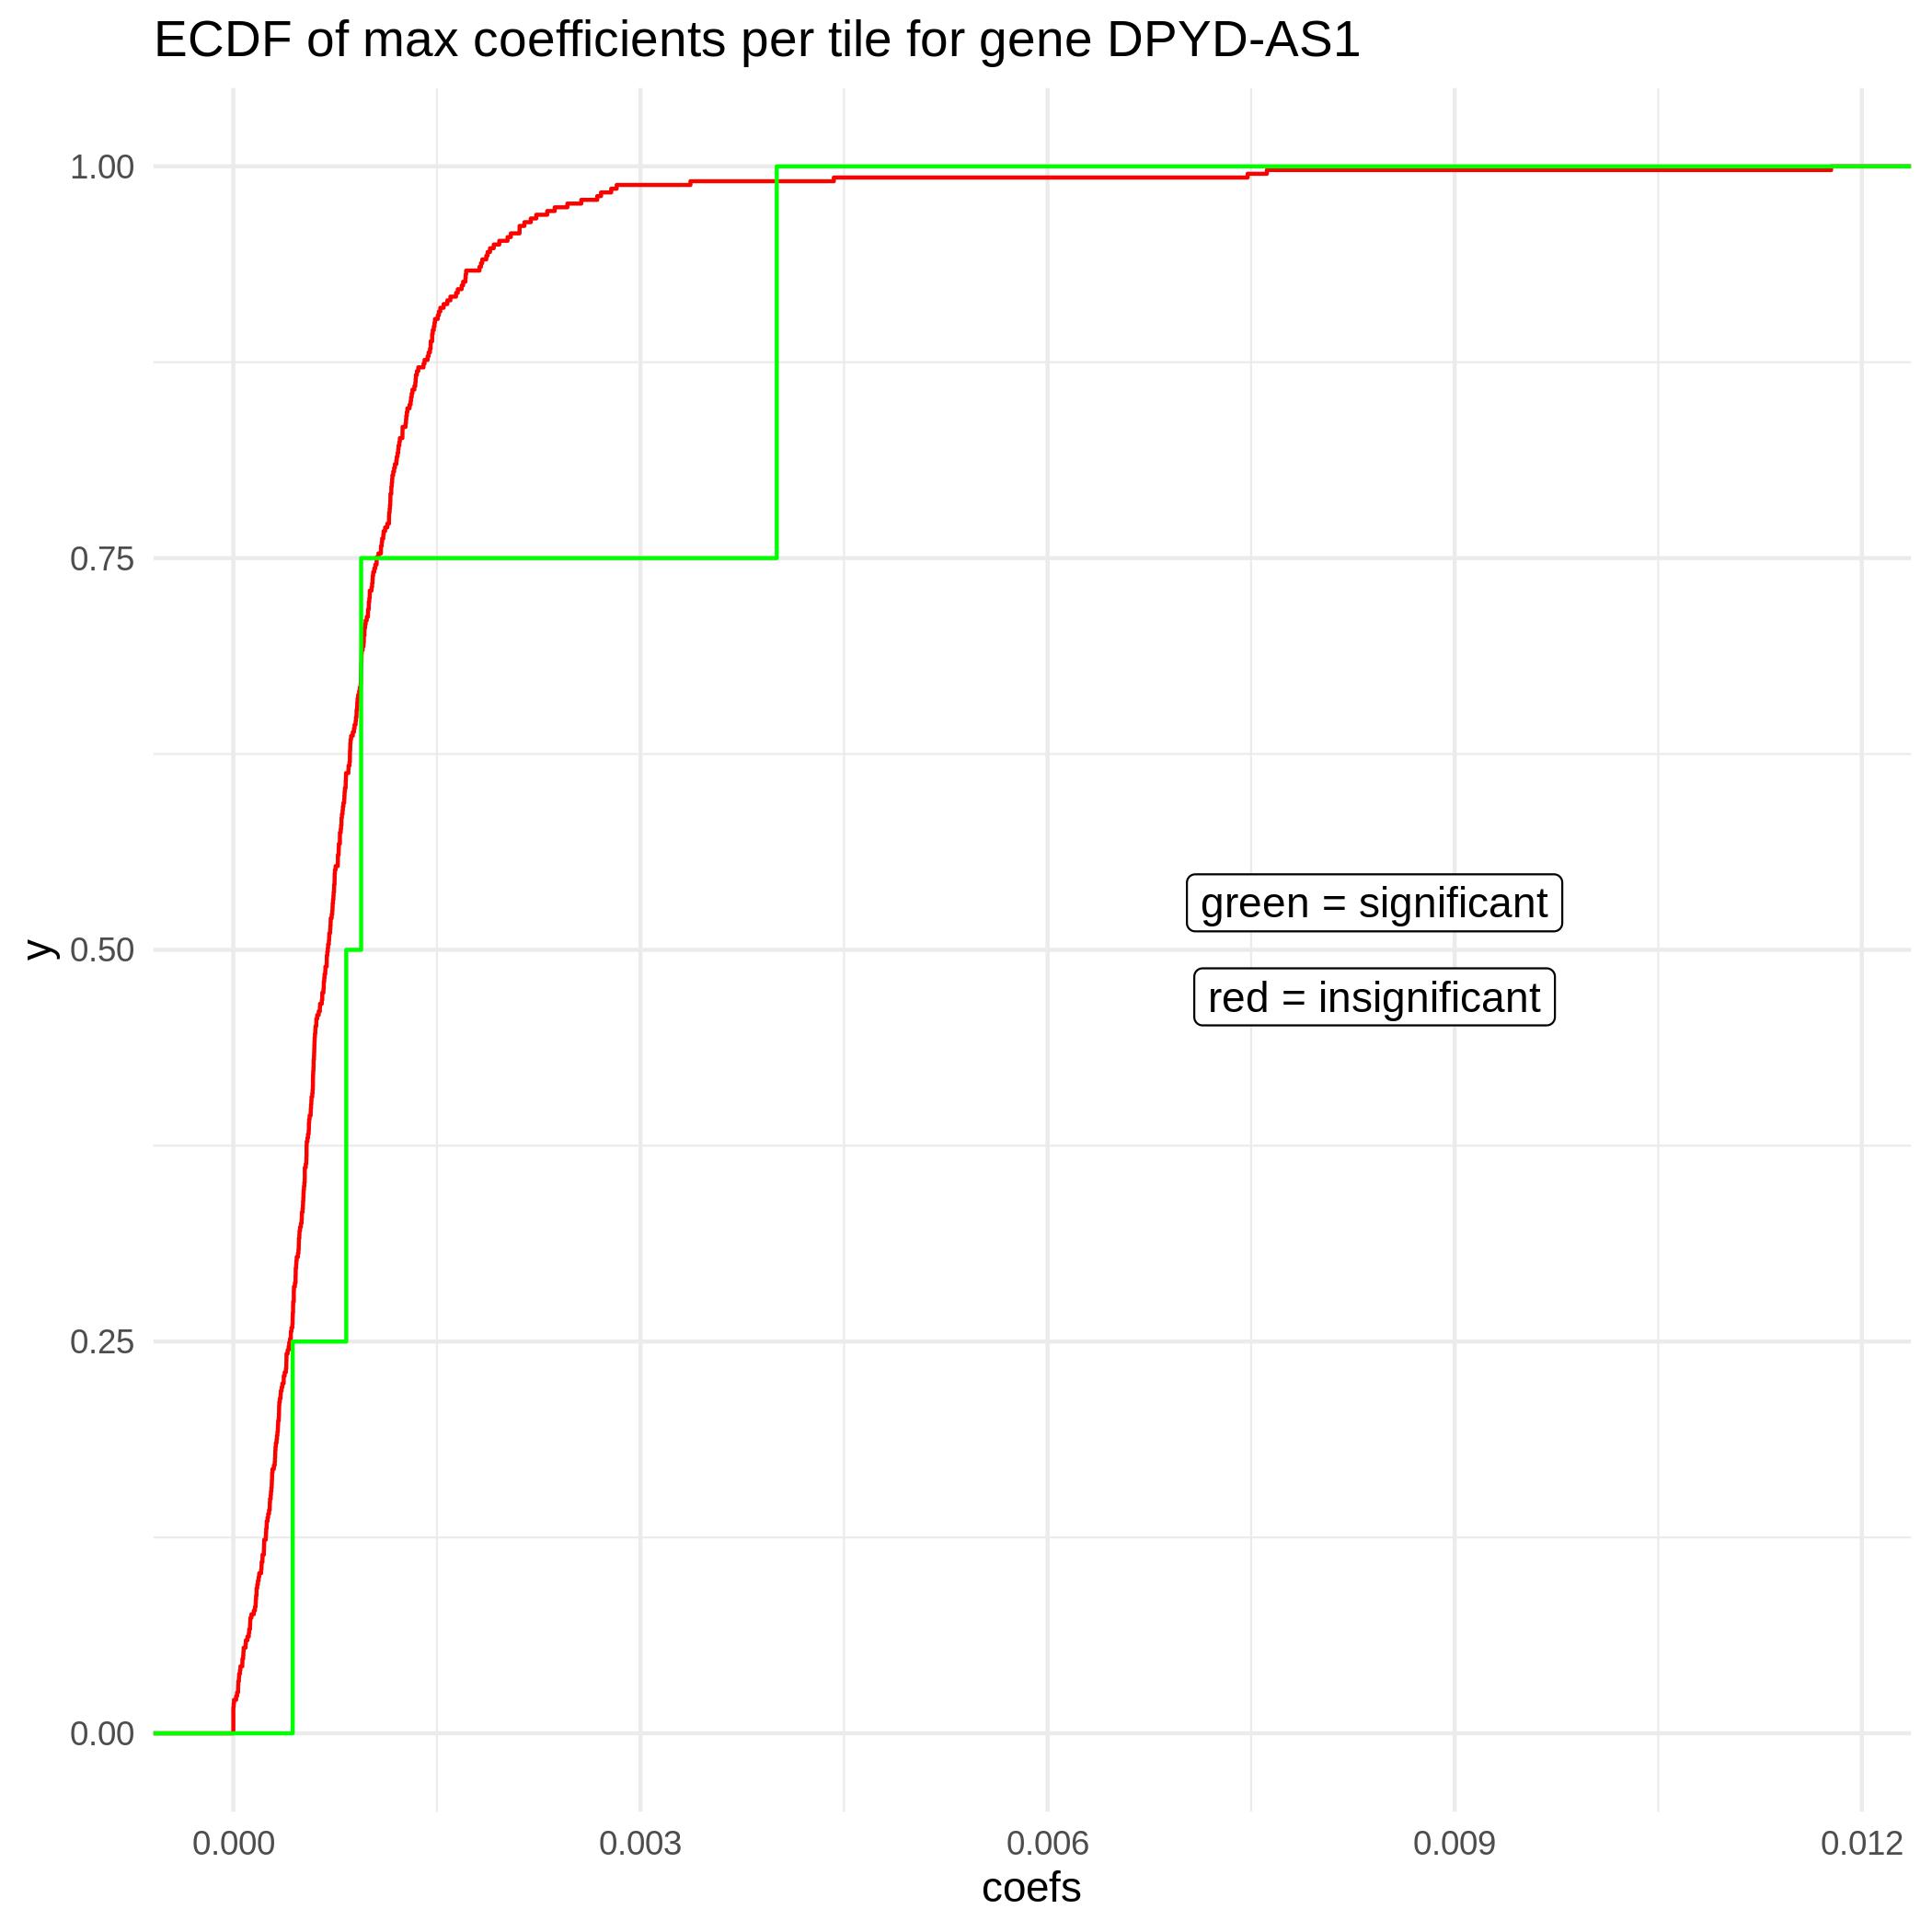 ECDF of max coefficients per tile for gene DPYD-AS1
1.00
0.75
0.50
0.25
0.00
y
green = significant
red = insignificant
0.000 0.003 0.006 0.009 0.012
coefs